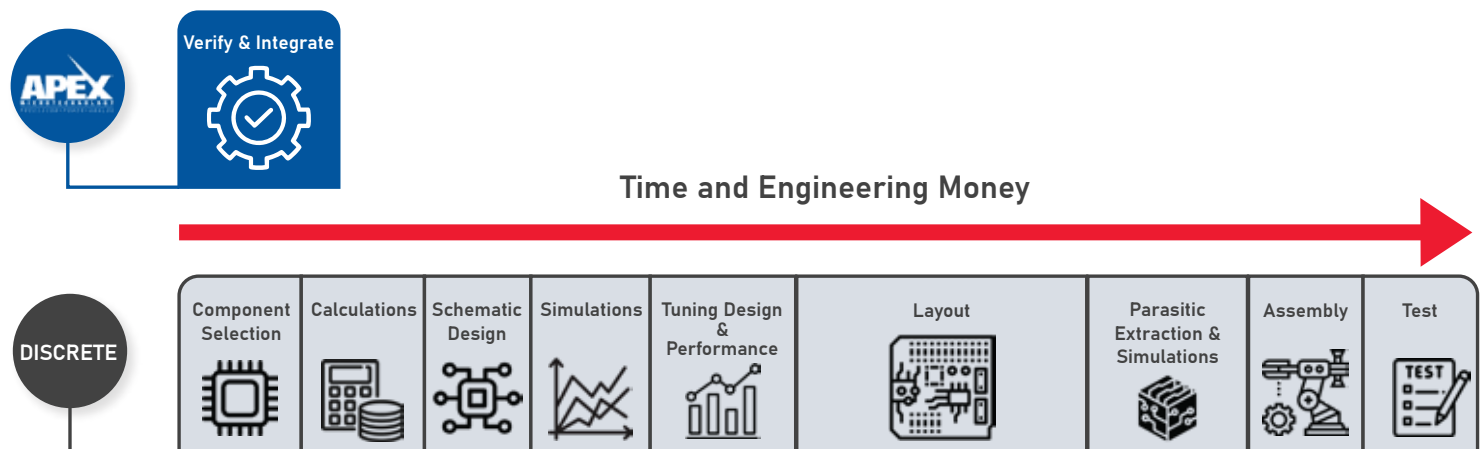 Verify & Integrate
APEX
MICROTECHNOLOGY
Time and Engineering Money
DISCRETE
Component
Selection
Calculations
Schematic
Design
Simulations
Tuning Design
&
Performance
Layout
Parasitic
Extraction &
Simulations
Assembly
Test
TEST